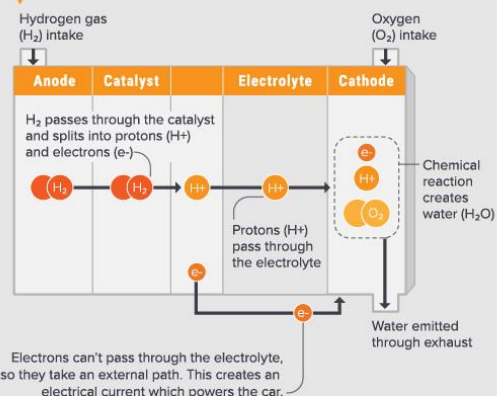 Hydrogen gas
(H₂) intake
Oxygen
(O₂) intake
Anode
Catalyst
Electrolyte
Cathode
H₂ passes through the catalyst
and splits into protons (H+)
and electrons (e-)
H₂
H₂
H+
H+
e-
H+
O₂
Chemical
reaction
creates
water (H₂O)
Protons (H+)
pass through
the electrolyte
e-
e-
Water emitted
through exhaust
Electrons can't pass through the electrolyte,
so they take an external path. This creates an
electrical current which powers the car.